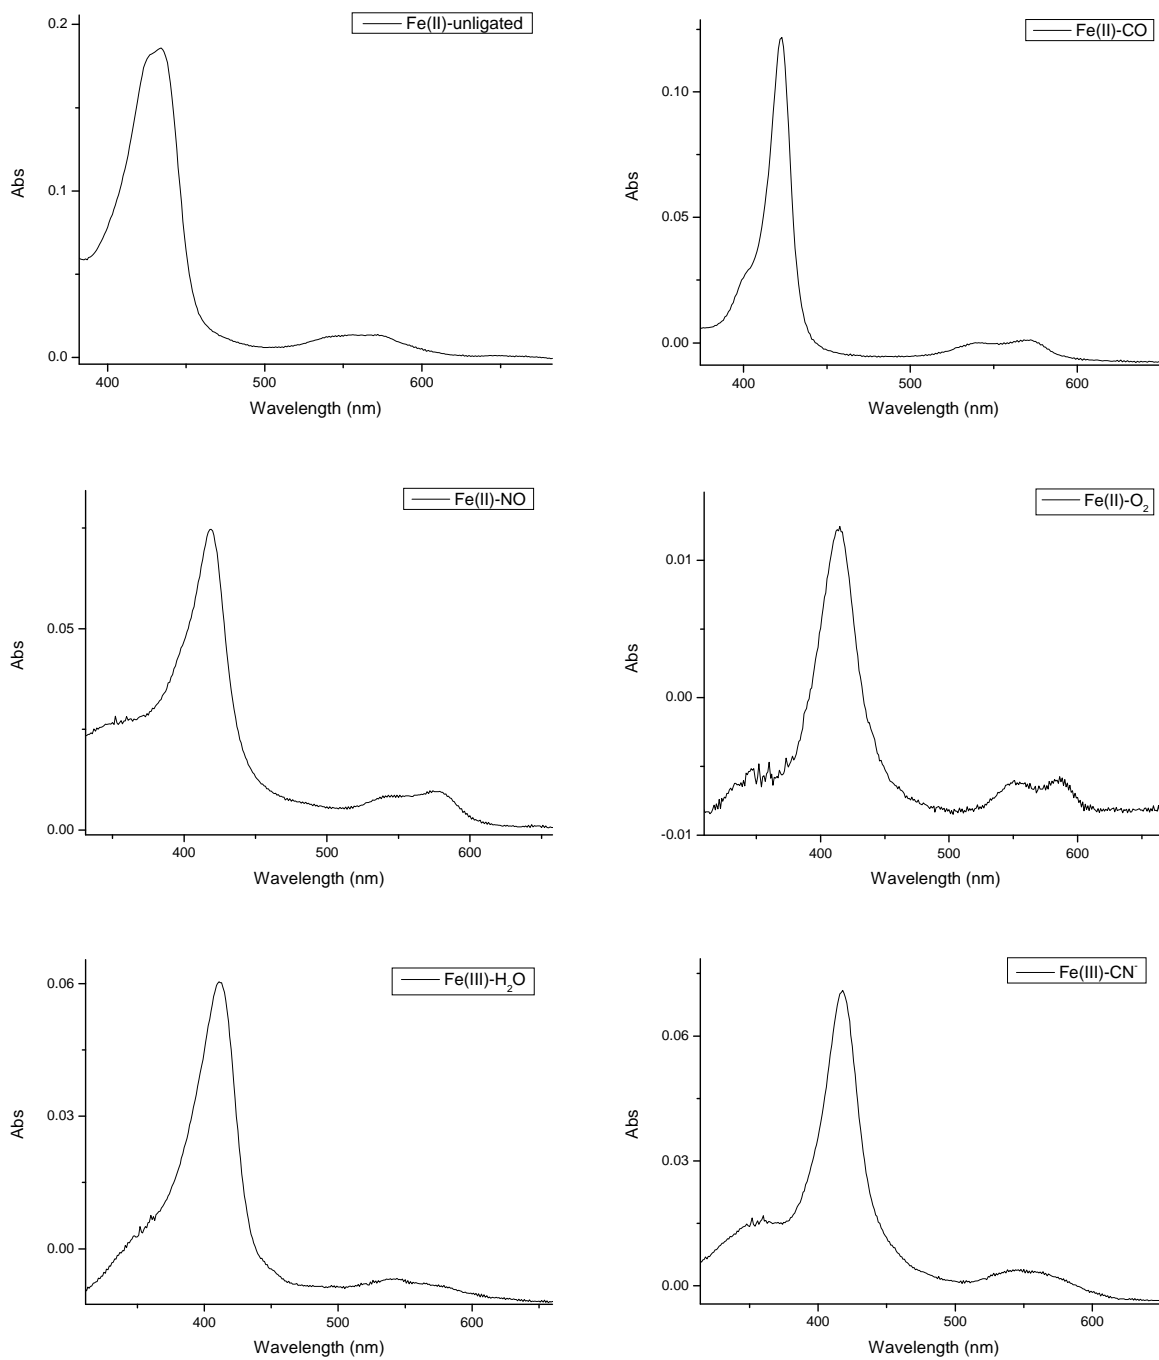 Fe(II)-unligated
0.2
0.1
0.0
Abs
400 500 600
Wavelength (nm)
Fe(II)-CO
0.10
0.05
0.00
Abs
400 500 600
Wavelength (nm)
Fe(II)-NO
0.05
0.00
Abs
400 500 600
Wavelength (nm)
Fe(II)-O₂
0.01
0.00
-0.01
Abs
400 500 600
Wavelength (nm)
Fe(III)-H₂O
0.06
0.03
0.00
Abs
400 500 600
Wavelength (nm)
Fe(III)-CN⁻
0.06
0.03
0.00
Abs
400 500 600
Wavelength (nm)